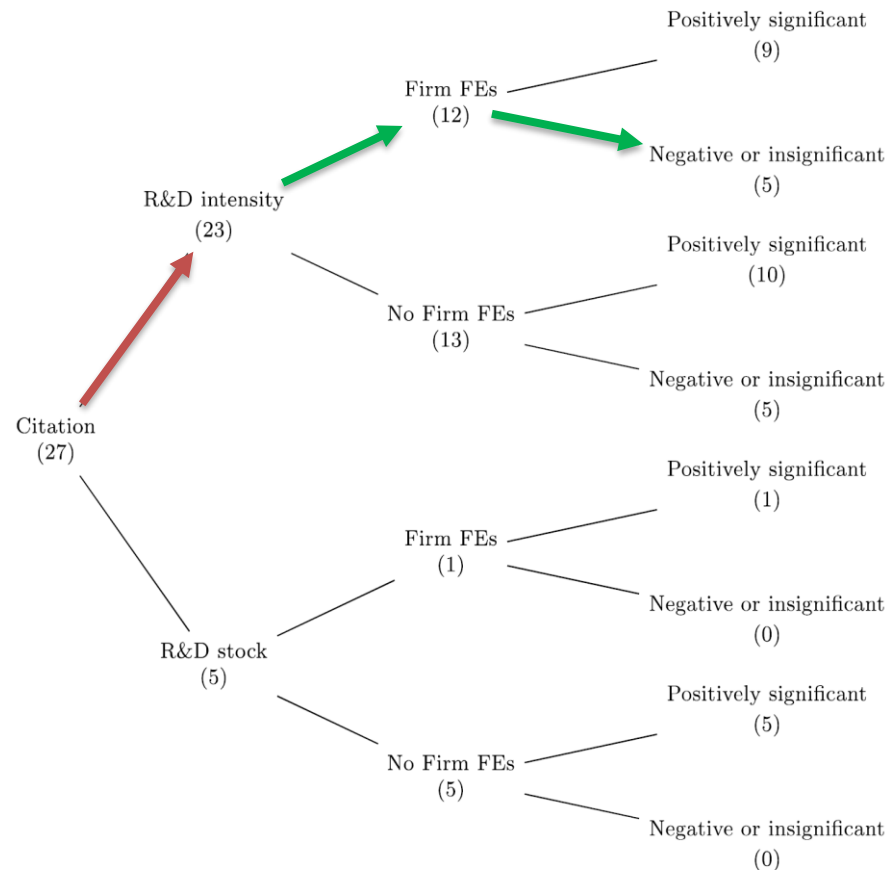 Positively significant
(9)
Firm FEs
(12)
Negative or insignificant
(5)
R&D intensity
(23)
Positively significant
(10)
No Firm FEs
(13)
Negative or insignificant
(5)
Citation
(27)
Positively significant
(1)
Firm FEs
(1)
Negative or insignificant
(0)
R&D stock
(5)
Positively significant
(5)
No Firm FEs
(5)
Negative or insignificant
(0)